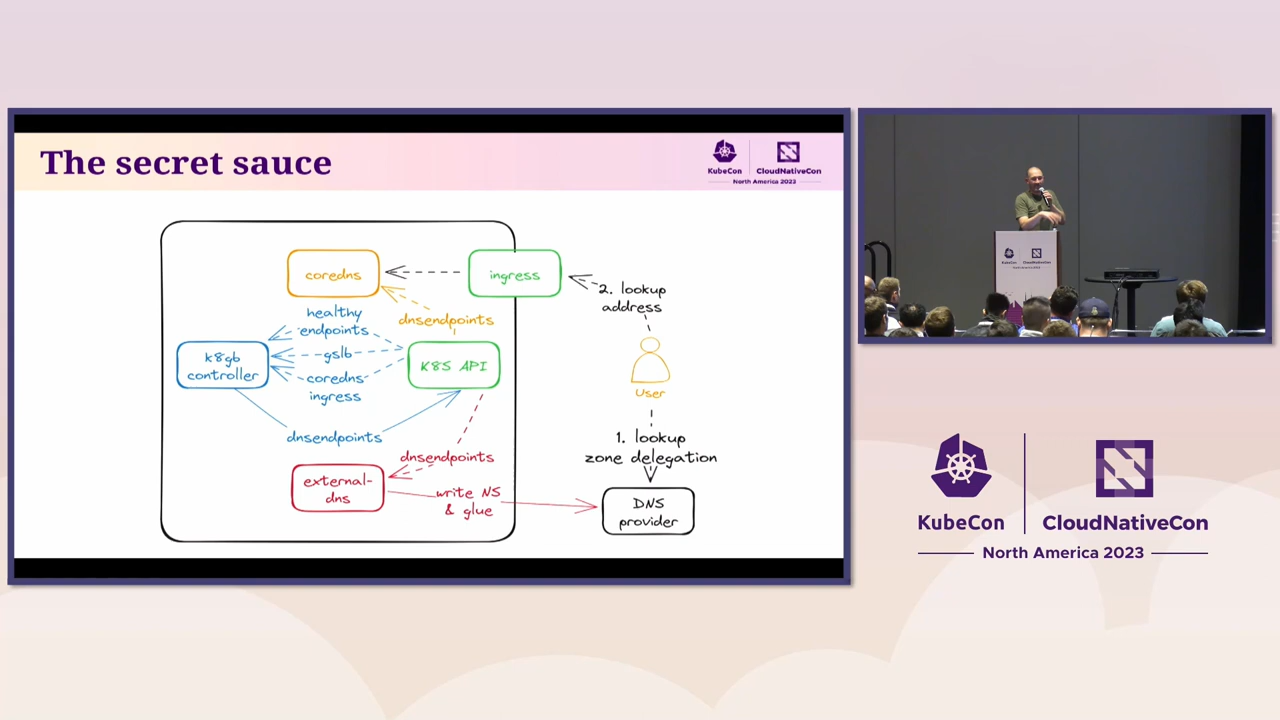 The secret sauce
KubeCon
CloudNativeCon
North America 2023
coredns
ingress
2. lookup
address
healthy
endpoints
dnsendpoints
k8gb
controller
gslb
K8S API
coredns
ingress
User
dnsendpoints
1. lookup
zone delegation
dnsendpoints
external-
dns
write NS
& glue
DNS
provider
KubeCon
CloudNativeCon
North America 2023